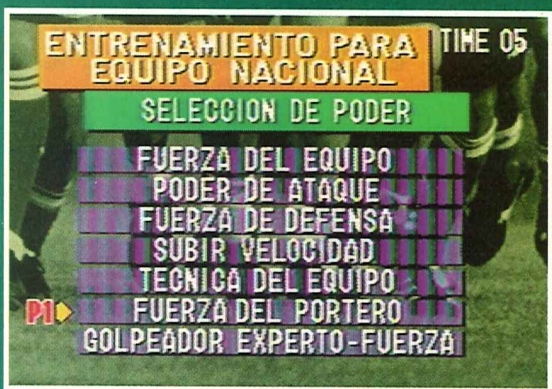 ENTRENAMIENTO PARA
EQUIPO NACIONAL
TIME 05
SELECCION DE PODER
FUERZA DEL EQUIPO
PODER DE ATAQUE
FUERZA DE DEFENSA
SUBIR VELOCIDAD
TECNICA DEL EQUIPO
P1 FUERZA DEL PORTERO
GOLPEADOR EXPERTO-FUERZA